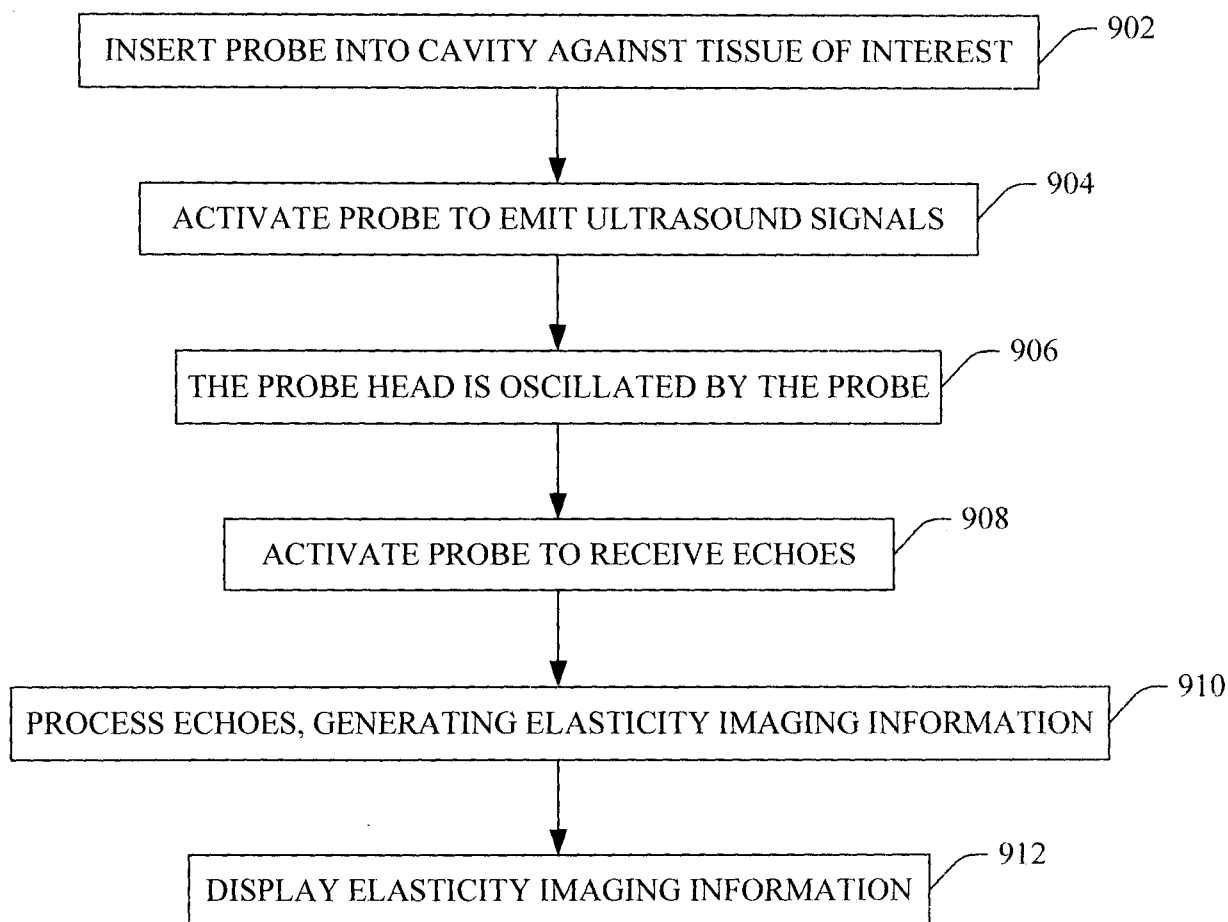 902
INSERT PROBE INTO CAVITY AGAINST TISSUE OF INTEREST
904
ACTIVATE PROBE TO EMIT ULTRASOUND SIGNALS
906
THE PROBE HEAD IS OSCILLATED BY THE PROBE
908
ACTIVATE PROBE TO RECEIVE ECHOES
910
PROCESS ECHOES, GENERATING ELASTICITY IMAGING INFORMATION
912
DISPLAY ELASTICITY IMAGING INFORMATION